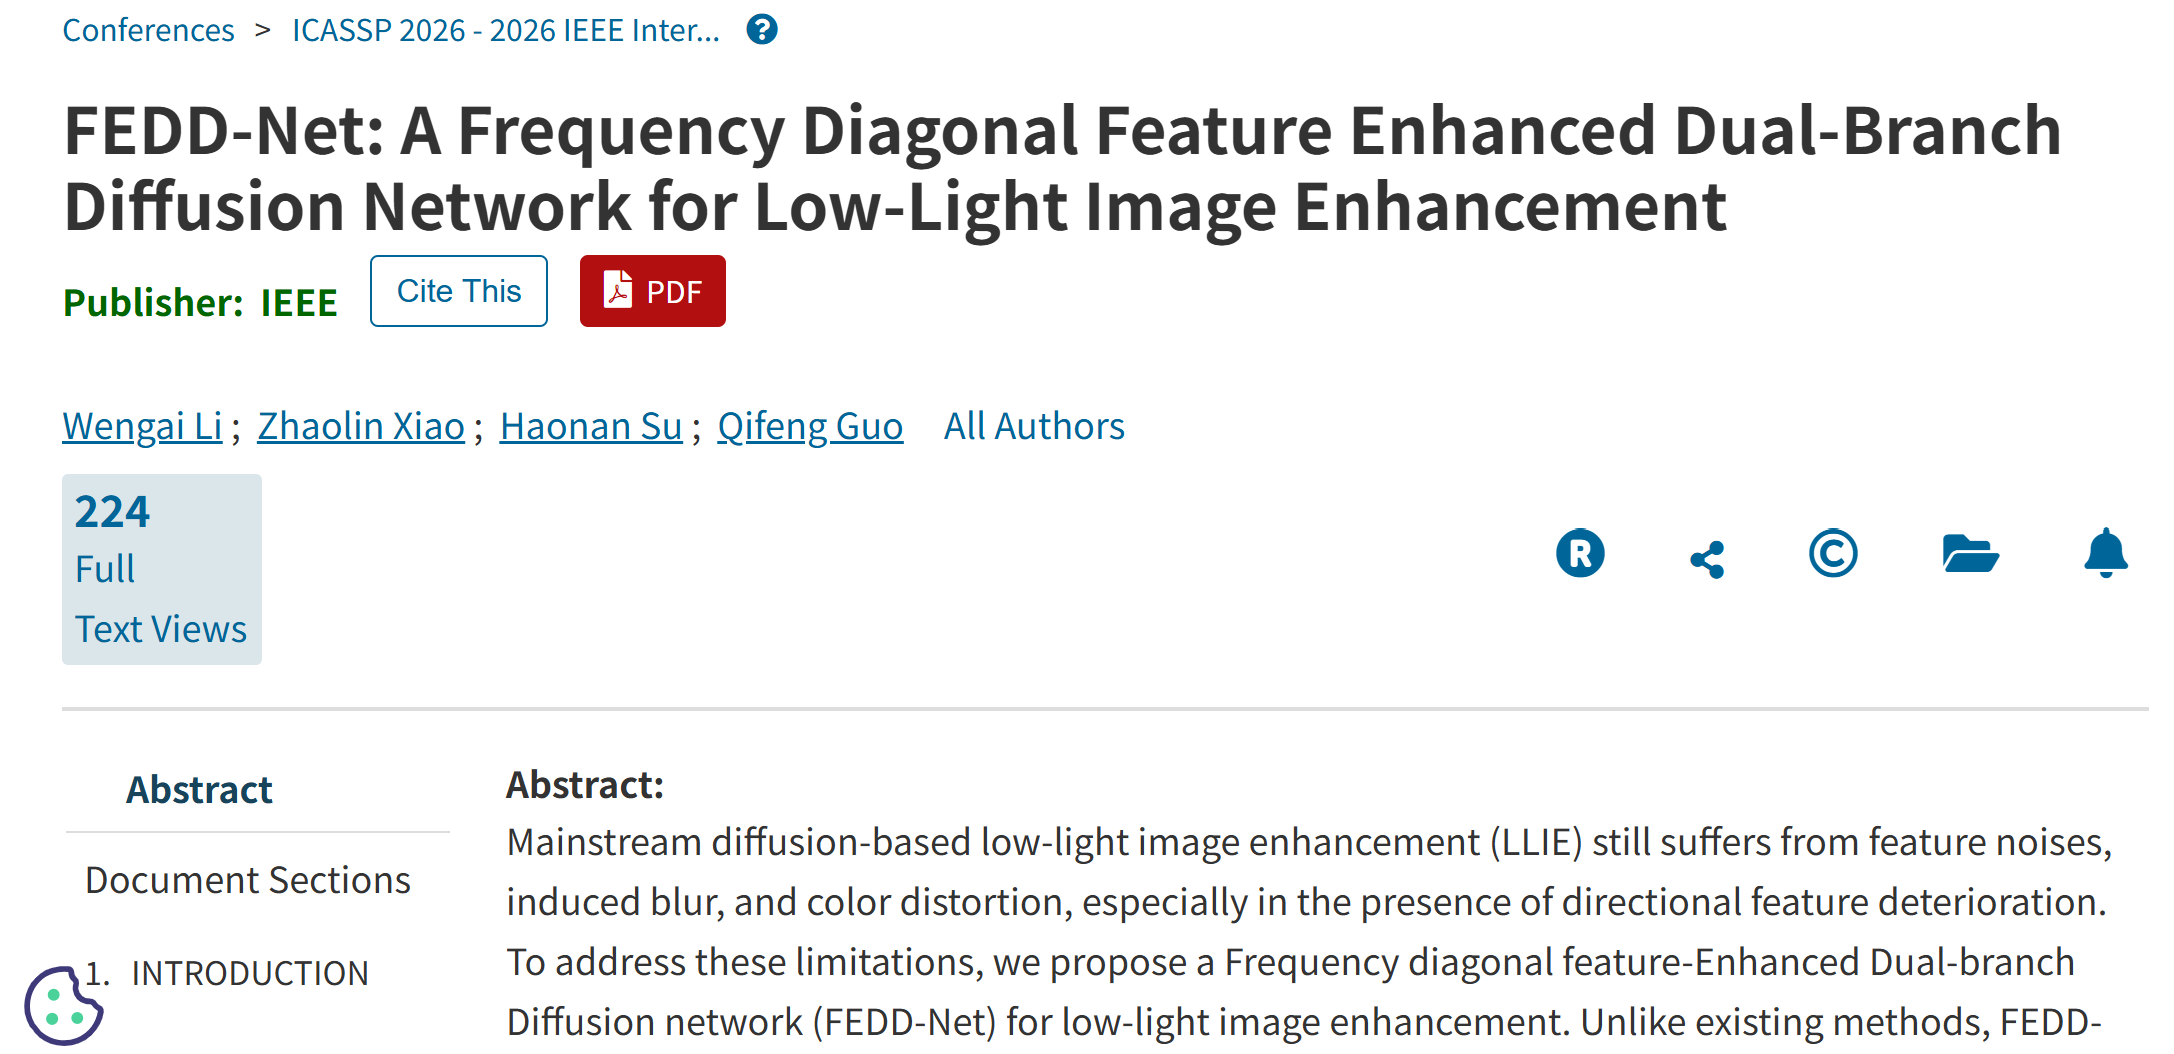 Conferences > ICASSP 2026 - 2026 IEEE Inter... ?
FEDD-Net: A Frequency Diagonal Feature Enhanced Dual-Branch
Diffusion Network for Low-Light Image Enhancement
Publisher: IEEE Cite This PDF
Wengai Li ; Zhaolin Xiao ; Haonan Su ; Qifeng Guo All Authors
224
Full
Text Views
R ©
Abstract
Document Sections
1. INTRODUCTION
Abstract:
Mainstream diffusion-based low-light image enhancement (LLIE) still suffers from feature noises,
induced blur, and color distortion, especially in the presence of directional feature deterioration.
To address these limitations, we propose a Frequency diagonal feature-Enhanced Dual-branch
Diffusion network (FEDD-Net) for low-light image enhancement. Unlike existing methods, FEDD-